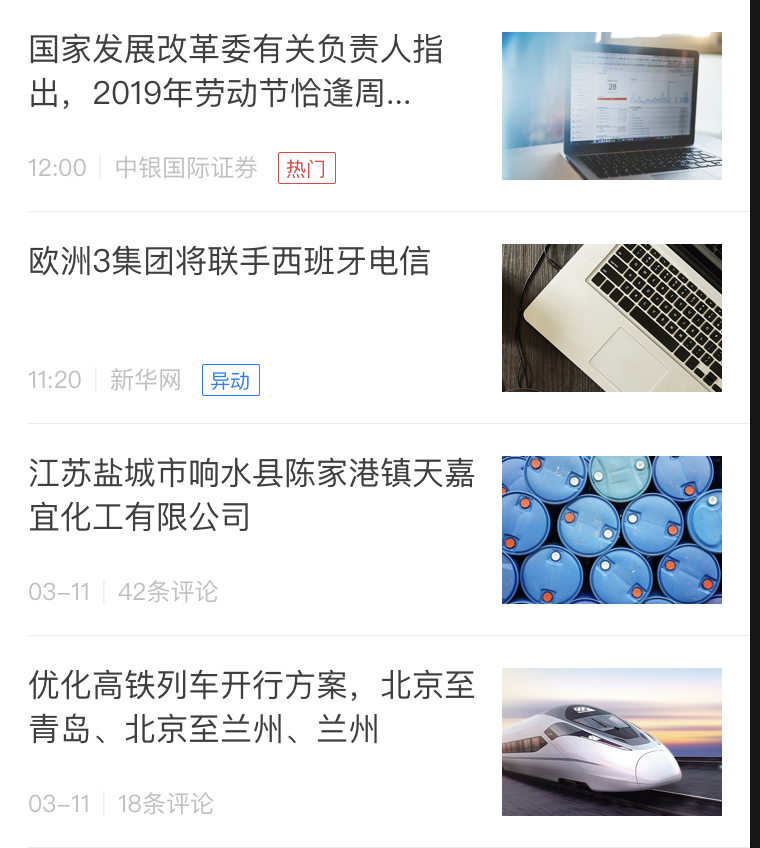 国家发展改革委有关负责人指
出，2019年劳动节恰逢周...
12:00 中银国际证券 热门
28
欧洲3集团将联手西班牙电信
11:20 新华网 异动
江苏盐城市响水县陈家港镇天嘉
宜化工有限公司
03-11 42条评论
优化高铁列车开行方案，北京至
青岛、北京至兰州、兰州
03-11 18条评论